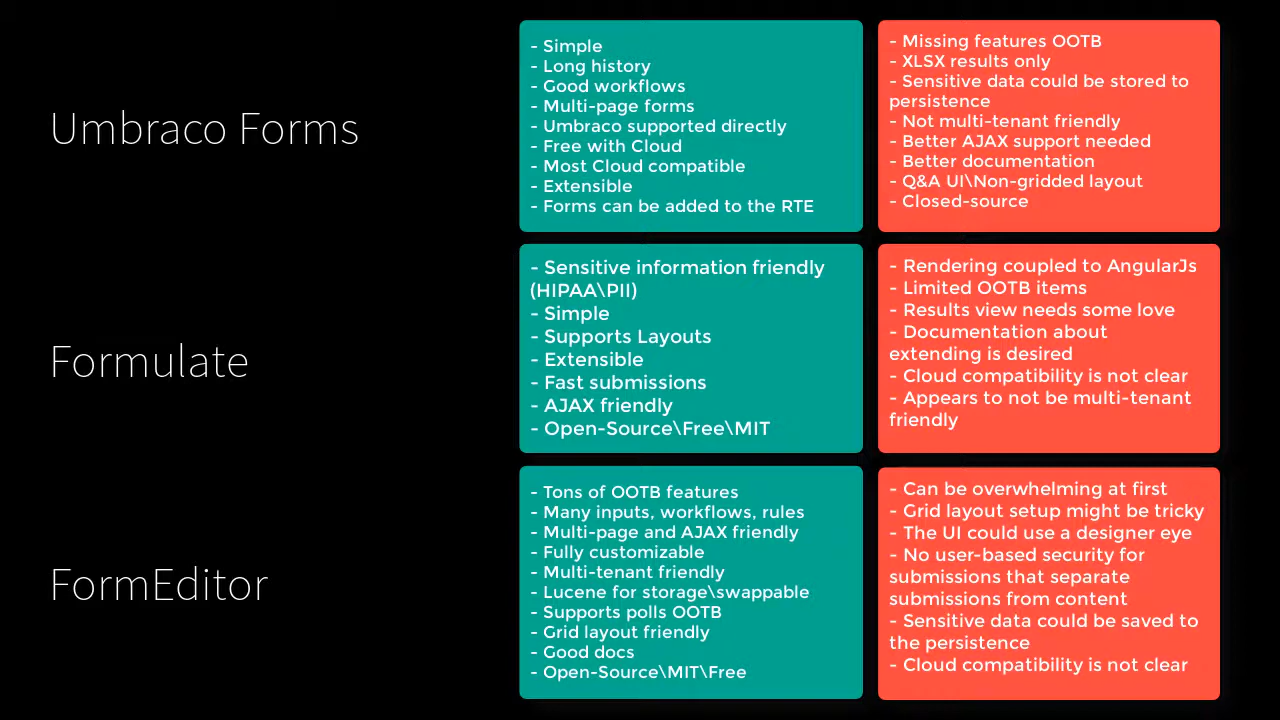 Umbraco Forms
- Simple
- Long history
- Good workflows
- Multi-page forms
- Umbraco supported directly
- Free with Cloud
- Most Cloud compatible
- Extensible
- Forms can be added to the RTE
- Missing features OOTB
- XLSX results only
- Sensitive data could be stored to
persistence
- Not multi-tenant friendly
- Better AJAX support needed
- Better documentation
- Q&A UI\Non-gridded layout
- Closed-source
Formulate
- Sensitive information friendly
(HIPAA\PII)
- Simple
- Supports Layouts
- Extensible
- Fast submissions
- AJAX friendly
- Open-Source\Free\MIT
- Rendering coupled to AngularJs
- Limited OOTB items
- Results view needs some love
- Documentation about
extending is desired
- Cloud compatibility is not clear
- Appears to not be multi-tenant
friendly
FormEditor
- Tons of OOTB features
- Many inputs, workflows, rules
- Multi-page and AJAX friendly
- Fully customizable
- Multi-tenant friendly
- Lucene for storage\swappable
- Supports polls OOTB
- Grid layout friendly
- Good docs
- Open-Source\MIT\Free
- Can be overwhelming at first
- Grid layout setup might be tricky
- The UI could use a designer eye
- No user-based security for
submissions that separate
submissions from content
- Sensitive data could be saved to
the persistence
- Cloud compatibility is not clear